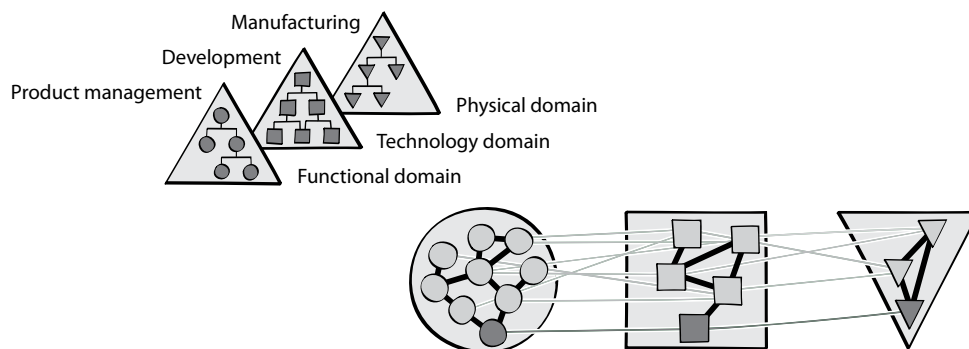 Manufacturing
Development
Product management
Physical domain
Technology domain
Functional domain